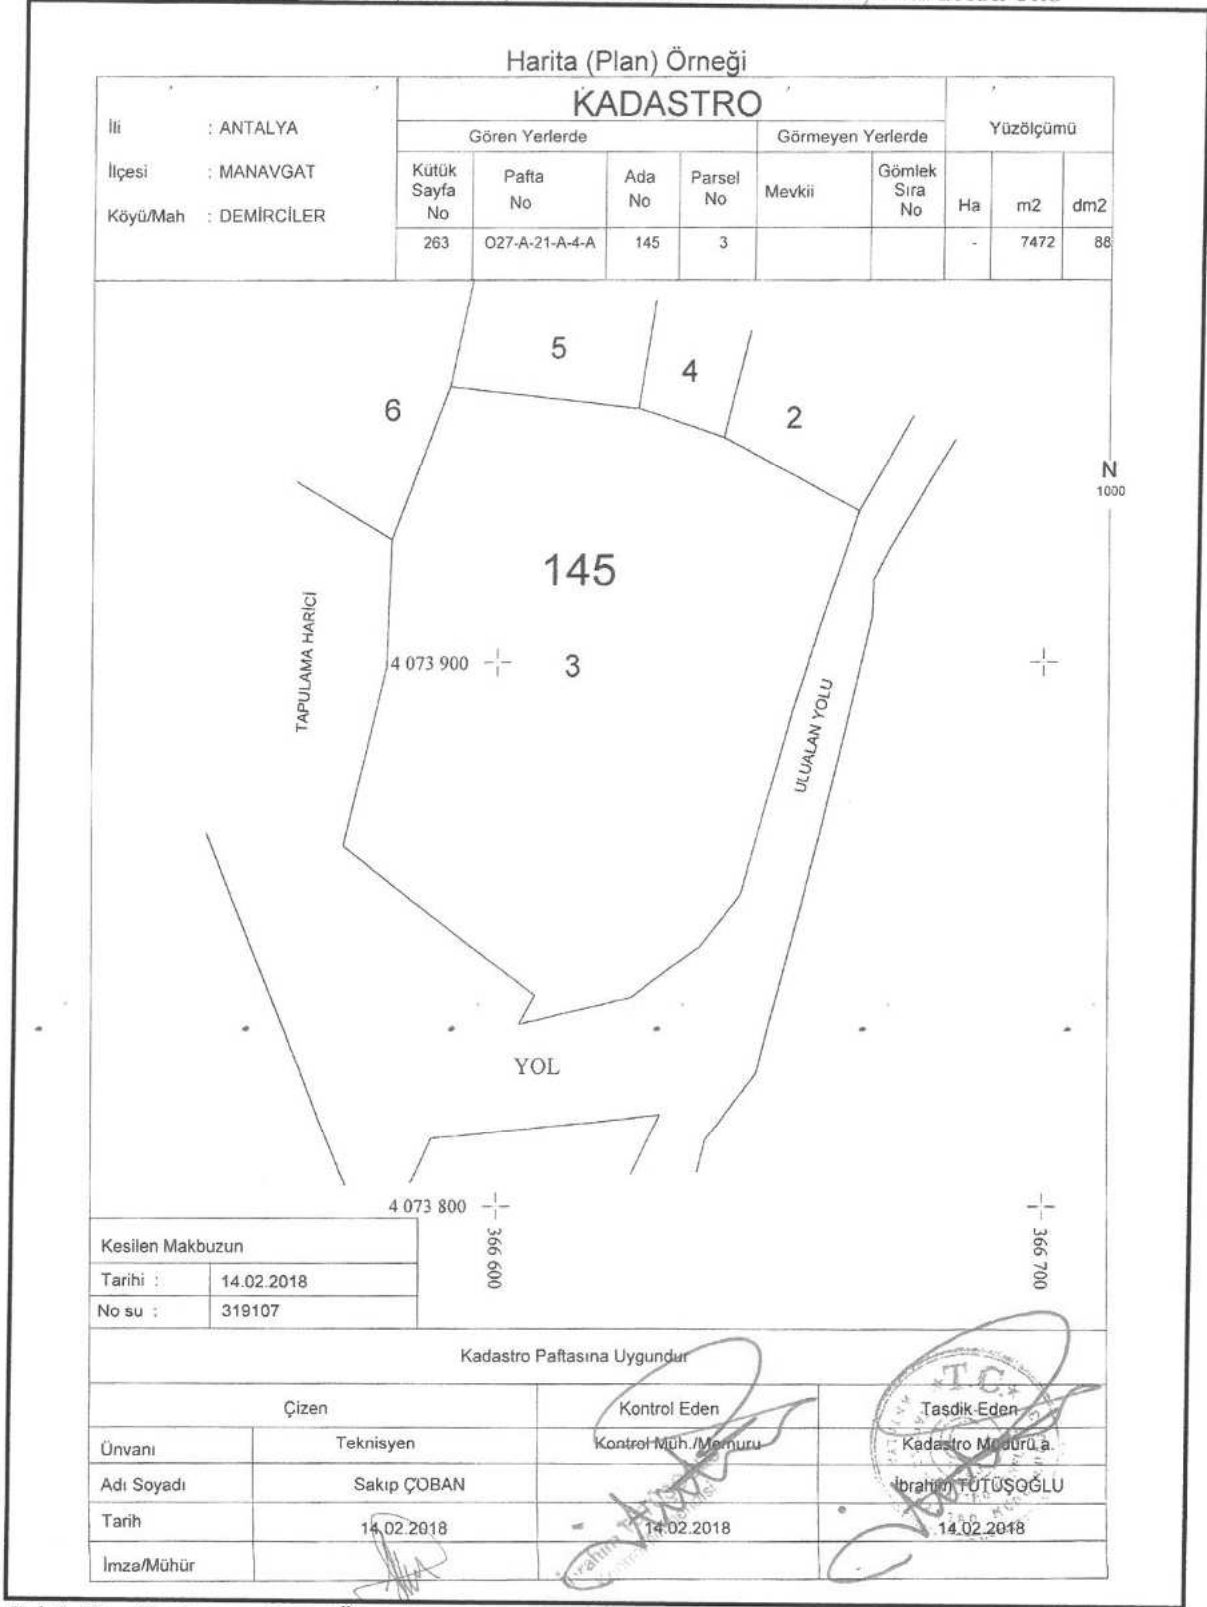 Harita (Plan) Örneği
KADASTRO
İli : ANTALYA
İlçesi : MANAVGAT
Köyü/Mah : DEMİRCİLER
Gören Yerlerde
Görmeyen Yerlerde
Yüzölçümü
Kütük Sayfa No
Pafta No
Ada No
Parsel No
Mevkii
Gömlek Sıra No
Ha
m2
dm2
263 O27-A-21-A-4-A 145 3 - 7472 88
5
4
6
2
N
1000
145
TAPULAMA HARİCİ
4 073 900
3
ULUALAN YOLU
YOL
4 073 800
366 600
366 700
Kesilen Makbuzun
Tarihi : 14.02.2018
No su : 319107
Kadastro Paftasına Uygundur
Çizen
Kontrol Eden
Tasdik Eden
Ünvanı
Teknisyen
Kontrol Müh./Memuru
Kadastro Müdürü a.
Adı Soyadı
Sakıp ÇOBAN
İbrahim TÜTÜŞOĞLU
Tarih
14.02.2018
14.02.2018
14.02.2018
İmza/Mühür
T.C.